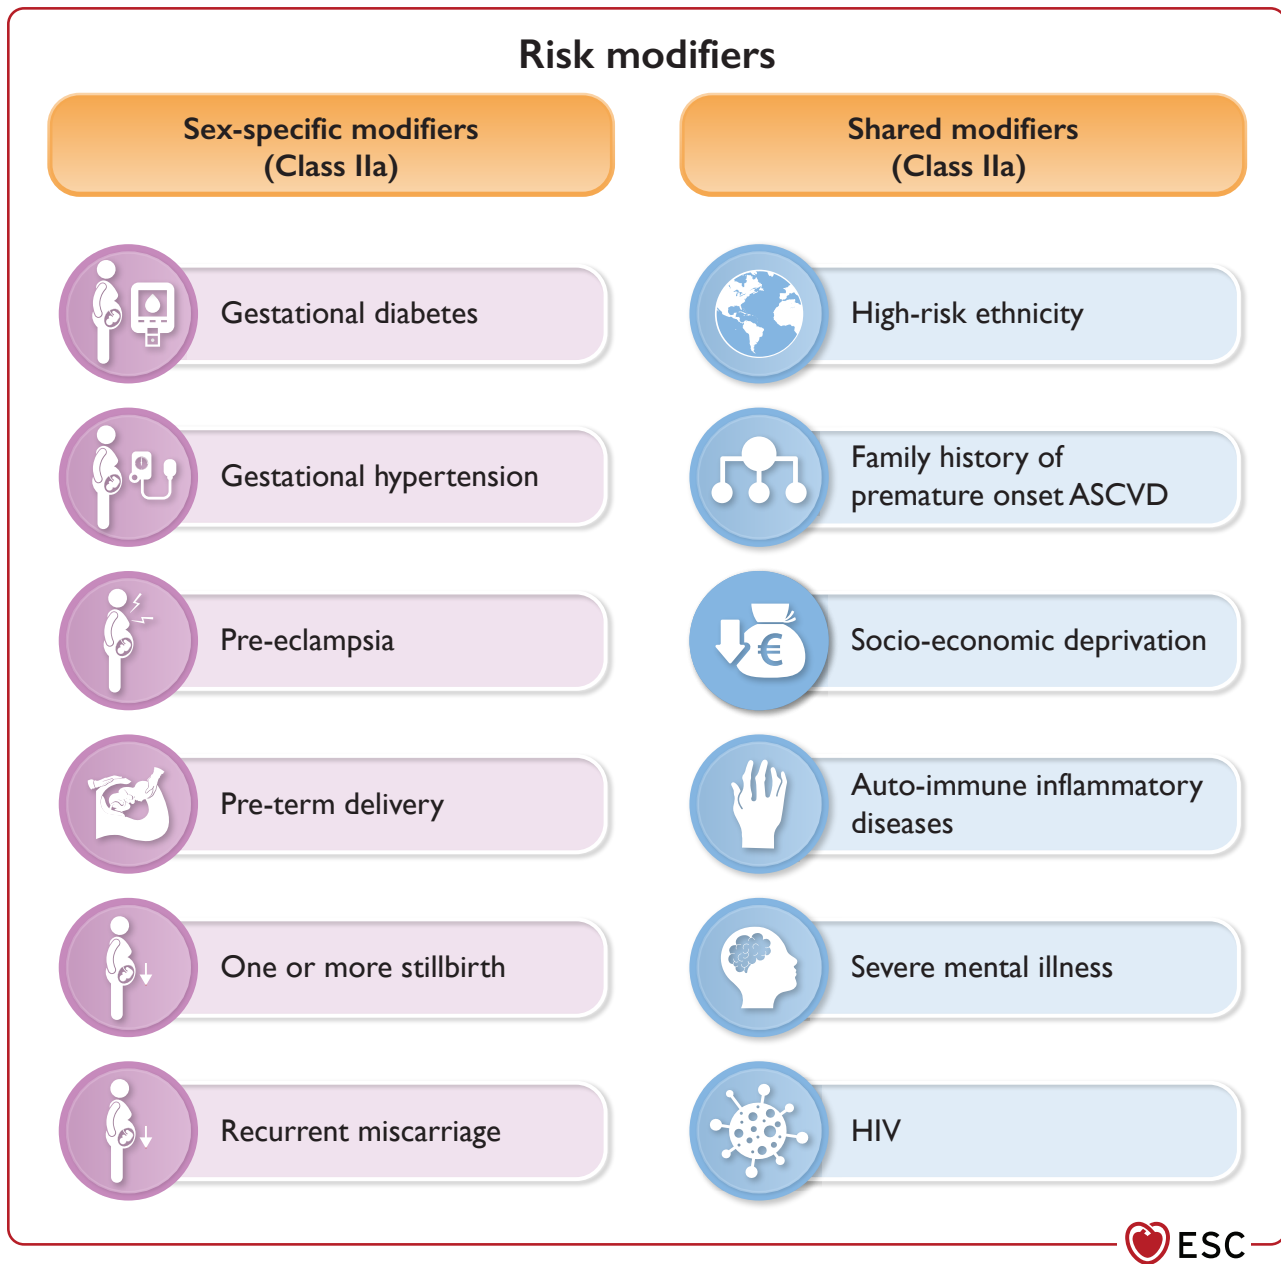 Risk modifiers
Sex-specific modifiers
(Class IIa)
Gestational diabetes
Gestational hypertension
Pre-eclampsia
Pre-term delivery
One or more stillbirth
Recurrent miscarriage
Shared modifiers
(Class IIa)
High-risk ethnicity
Family history of
premature onset ASCVD
€
Socio-economic deprivation
Auto-immune inflammatory
diseases
Severe mental illness
HIV
ESC